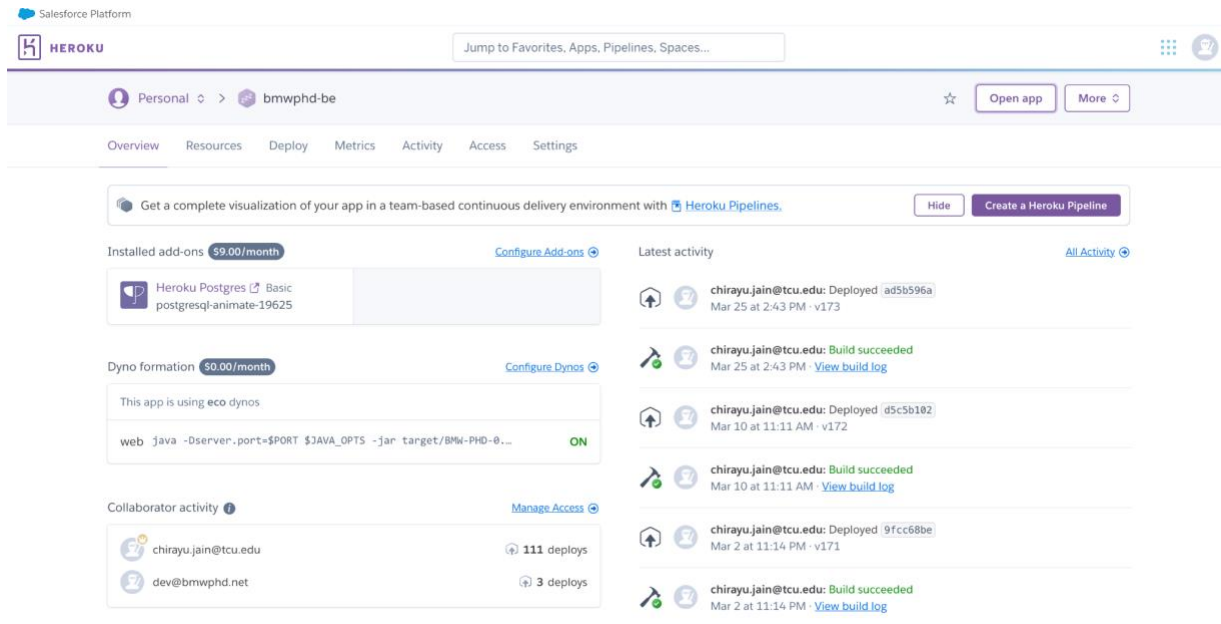 Salesforce Platform
HEROKU
Jump to Favorites, Apps, Pipelines, Spaces...
Personal > bmwphd-be
Open app
More
Overview Resources Deploy Metrics Activity Access Settings
Get a complete visualization of your app in a team-based continuous delivery environment with Heroku Pipelines.
Hide
Create a Heroku Pipeline
Installed add-ons $9.00/month
Configure Add-ons
Heroku Postgres Basic
postgresql-animate-19625
Dyno formation $0.00/month
Configure Dynos
This app is using eco dynos
web java -Dserver.port=$PORT $JAVA_OPTS -jar target/BMW-PHD-0...
ON
Collaborator activity
Manage Access
chirayu.jain@tcu.edu
111 deploys
dev@bmwphd.net
3 deploys
Latest activity
All Activity
chirayu.jain@tcu.edu: Deployed ad5b596a
Mar 25 at 2:43 PM · v173
chirayu.jain@tcu.edu: Build succeeded
Mar 25 at 2:43 PM · View build log
chirayu.jain@tcu.edu: Deployed d5c5b102
Mar 10 at 11:11 AM · v172
chirayu.jain@tcu.edu: Build succeeded
Mar 10 at 11:11 AM · View build log
chirayu.jain@tcu.edu: Deployed 9fcc68be
Mar 2 at 11:14 PM · v171
chirayu.jain@tcu.edu: Build succeeded
Mar 2 at 11:14 PM · View build log